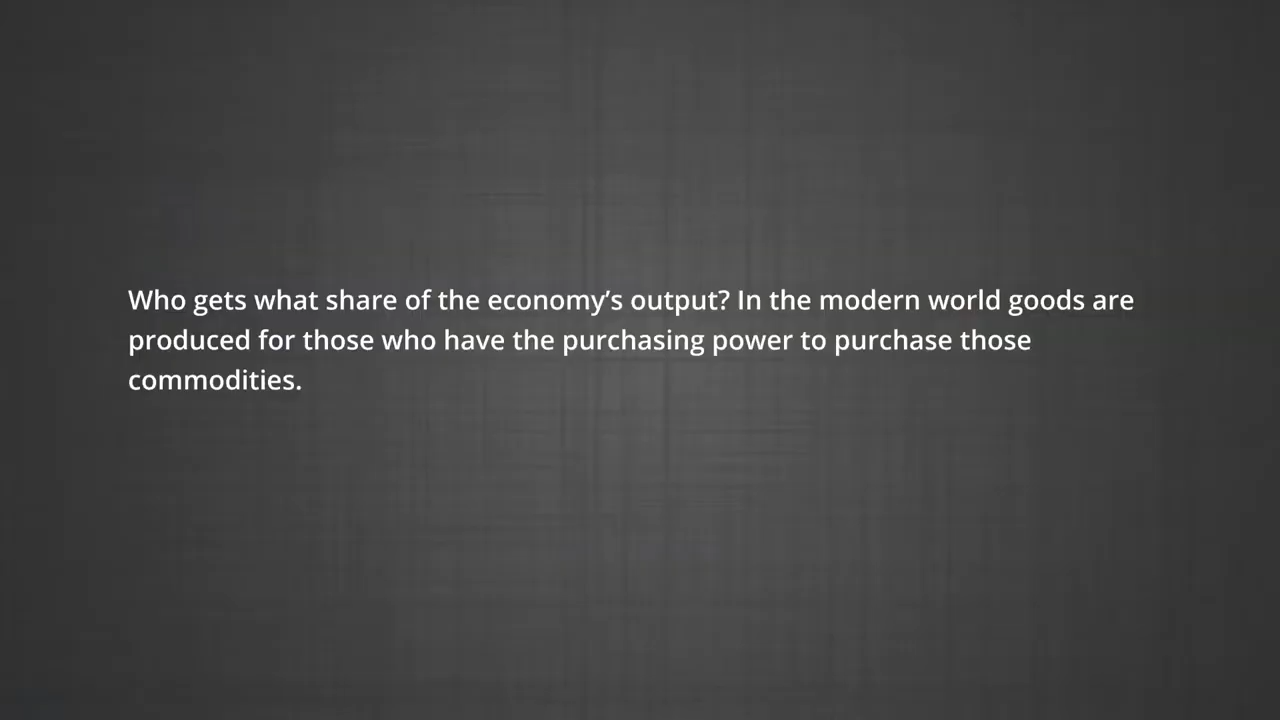 Who gets what share of the economy’s output? In the modern world goods are
produced for those who have the purchasing power to purchase those
commodities.